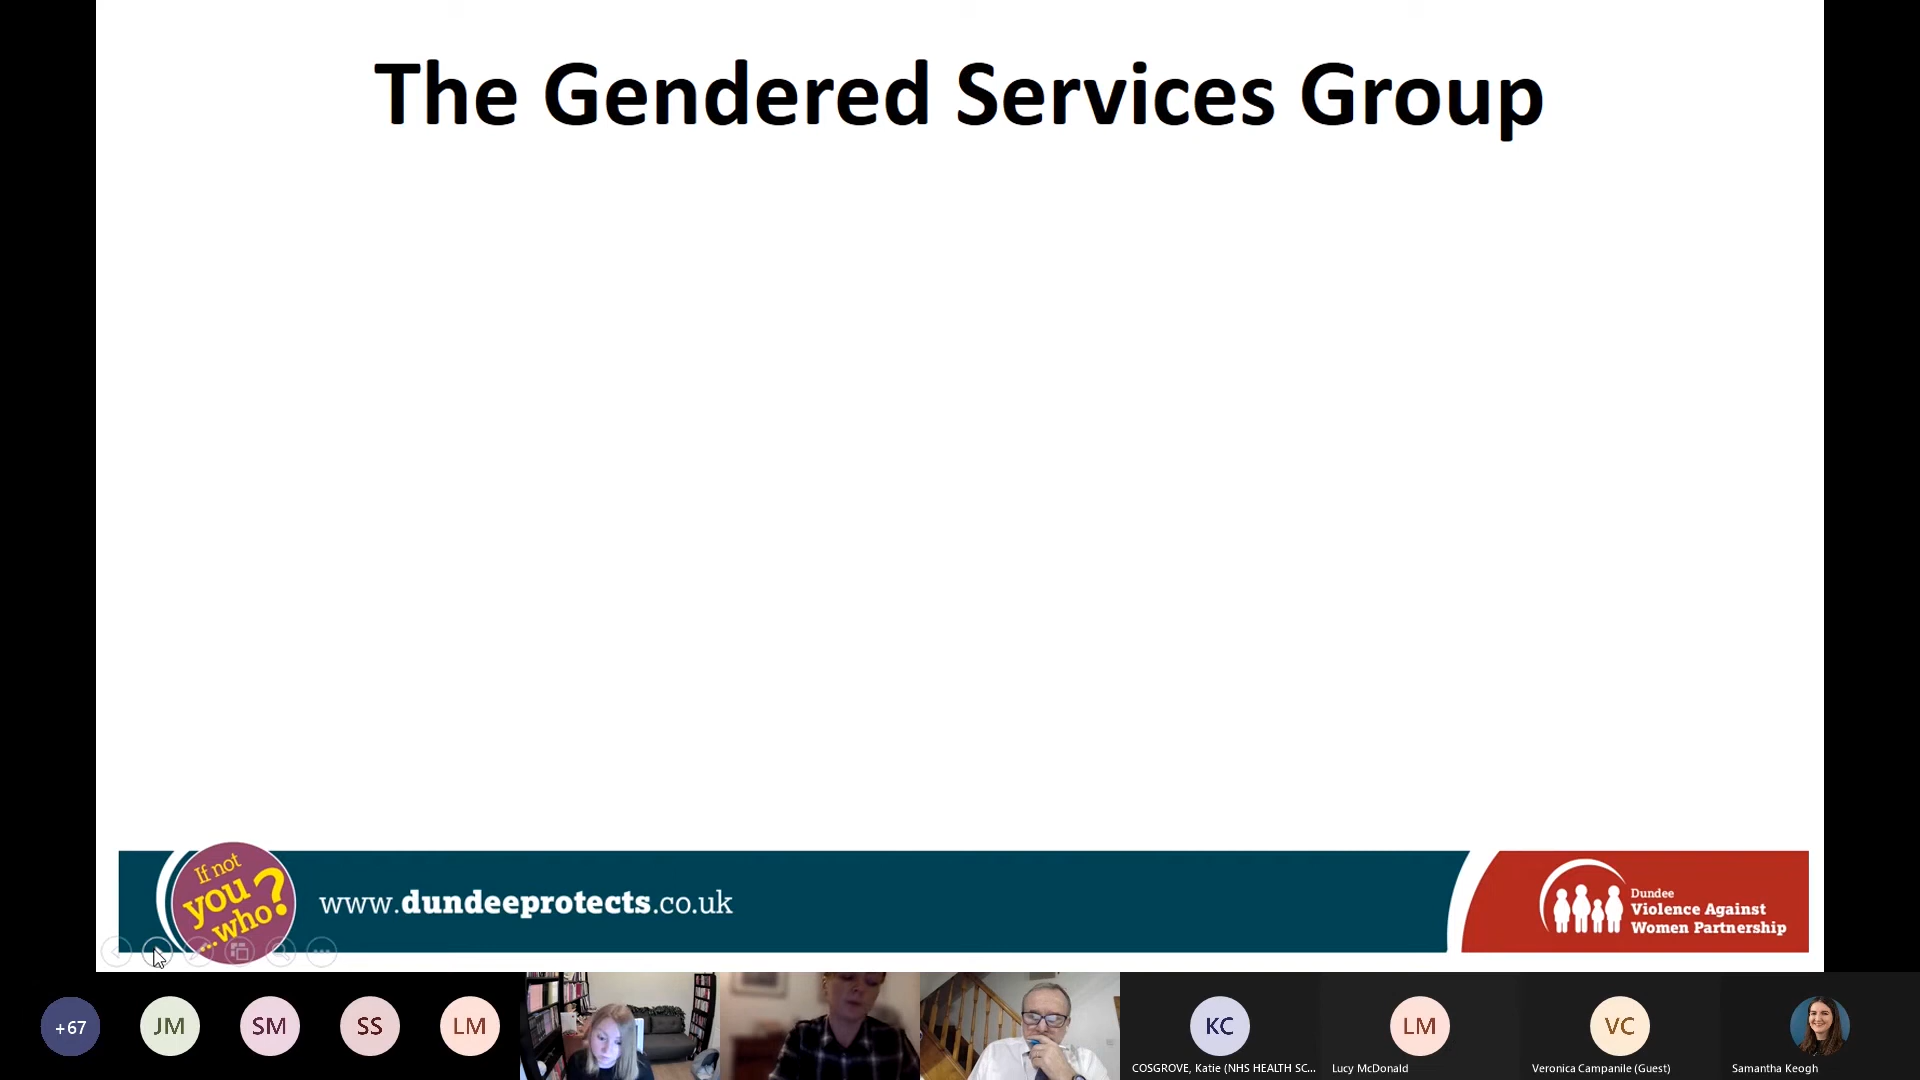 The Gendered Services Group
If not
you
...who?
www.dundeeprotects.co.uk
Dundee
Violence Against
Women Partnership
+67
JM
SM
SS
LM
KC
COSGROVE, Katie (NHS HEALTH SC...
LM
Lucy McDonald
VC
Veronica Campanile (Guest)
Samantha Keogh